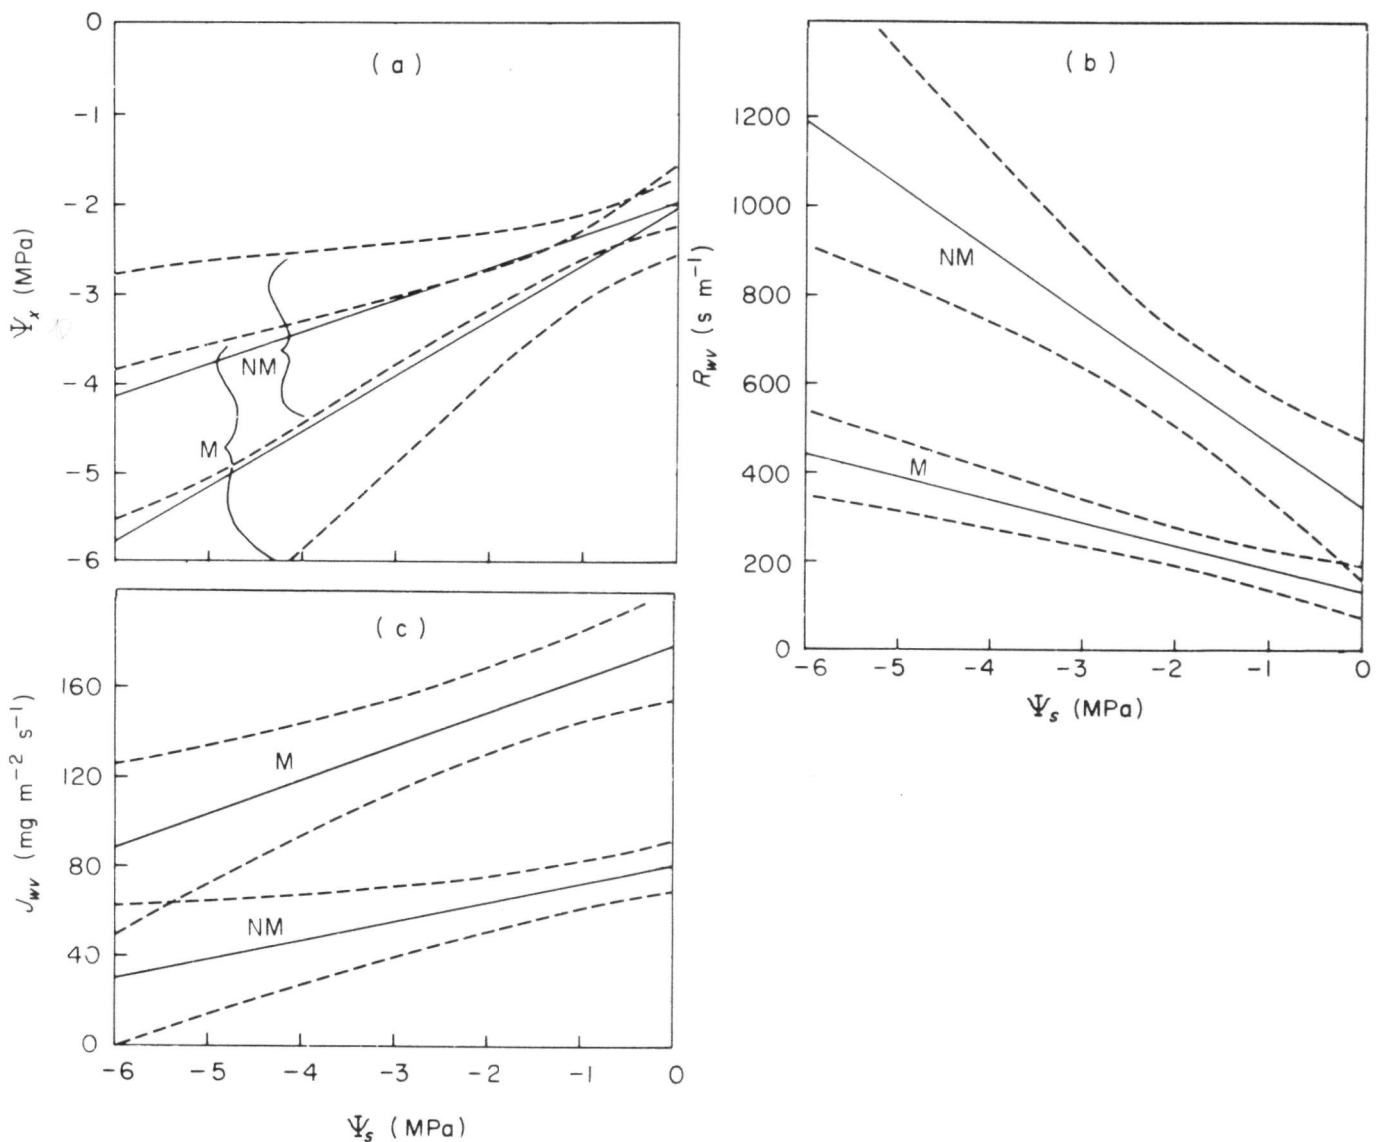 (a)
0
−1
−2
−3
−4
−5
−6
Ψx (MPa)
NM
M
(b)
1200
1000
800
600
400
200
0
Rwv (s m⁻¹)
NM
M
−6 −5 −4 −3 −2 −1 0
Ψs (MPa)
(c)
160
120
80
40
0
Jwv (mg m⁻² s⁻¹)
M
NM
−6 −5 −4 −3 −2 −1 0
Ψs (MPa)